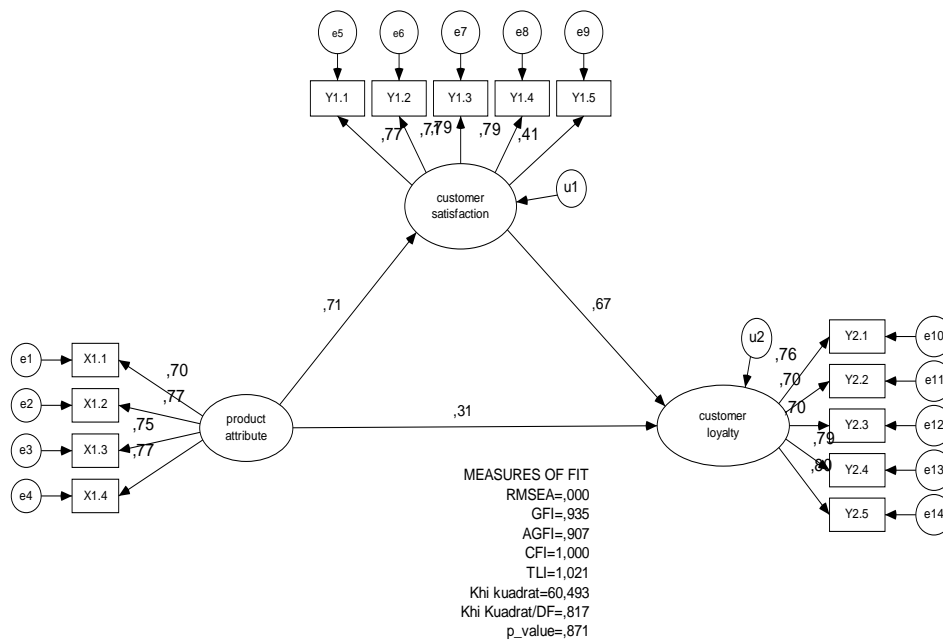 e5 e6 e7 e8 e9
Y1.1 Y1.2 Y1.3 Y1.4 Y1.5
,77 ,71 ,79 ,79 ,41
customer
satisfaction
u1
,71
,67
e1 X1.1
e2 X1.2
e3 X1.3
e4 X1.4
,70
,77
,75
,77
product
attribute
,31
u2
customer
loyalty
,76
,70
,70
,79
,80
Y2.1 e10
Y2.2 e11
Y2.3 e12
Y2.4 e13
Y2.5 e14
MEASURES OF FIT
RMSEA=,000
GFI=,935
AGFI=,907
CFI=1,000
TLI=1,021
Khi kuadrat=60,493
Khi Kuadrat/DF=,817
p_value=,871